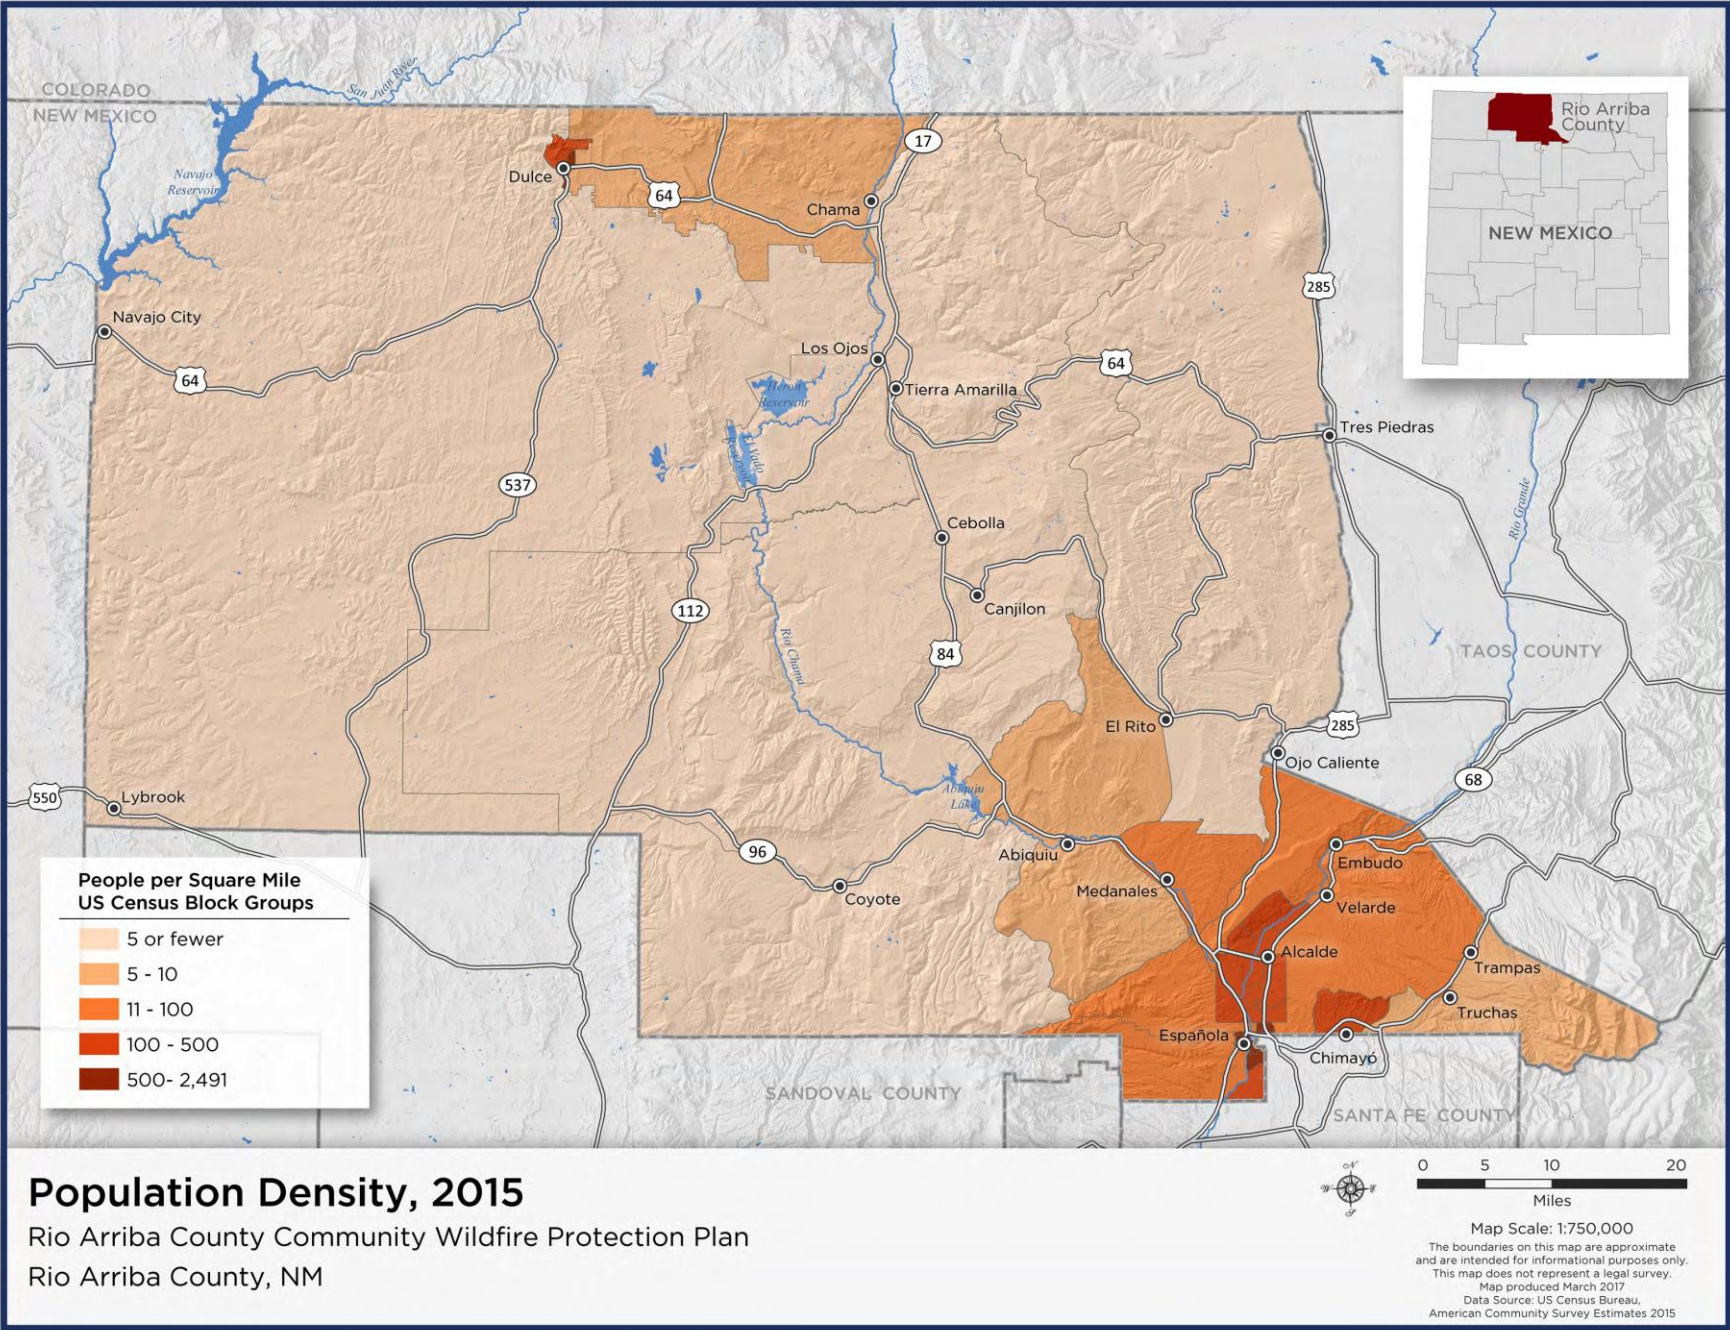 COLORADO
NEW MEXICO
San Juan River
Navajo
Reservoir
Dulce
64
17
Chama
285
Rio Arriba
County
NEW MEXICO
Navajo City
64
Los Ojos
Tierra Amarilla
64
Heron
Reservoir
El Vado
Reservoir
Tres Piedras
537
Rio Grande
Cebolla
112
Canjilon
Rio Chama
84
TAOS COUNTY
El Rito
285
Ojo Caliente
68
550
Lybrook
Abiquiu
Lake
96
Abiquiu
Embudo
Coyote
Medanales
Velarde
Alcalde
Trampas
Truchas
Española
Chimayó
SANDOVAL COUNTY
SANTA FE COUNTY
People per Square Mile
US Census Block Groups
5 or fewer
5 - 10
11 - 100
100 - 500
500- 2,491
Population Density, 2015
Rio Arriba County Community Wildfire Protection Plan
Rio Arriba County, NM
N
W E
S
0 5 10 20
Miles
Map Scale: 1:750,000
The boundaries on this map are approximate
and are intended for informational purposes only.
This map does not represent a legal survey.
Map produced March 2017
Data Source: US Census Bureau,
American Community Survey Estimates 2015